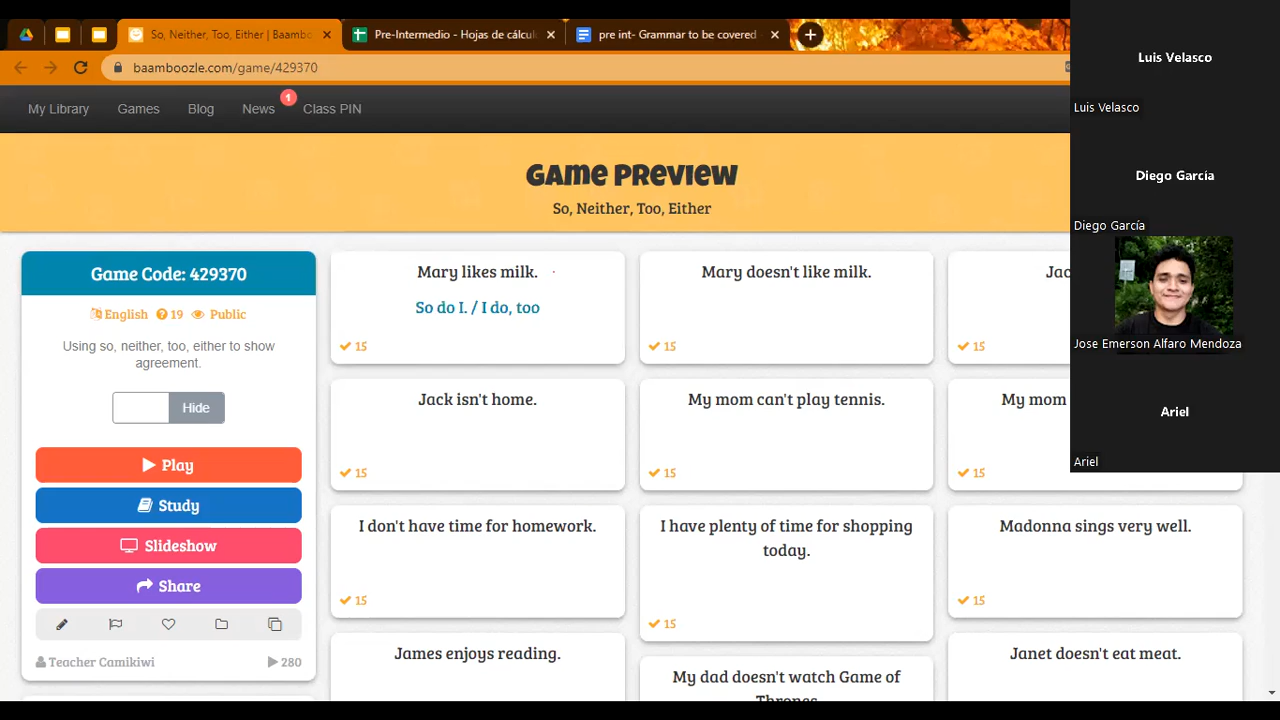 So, Neither, Too, Either | Baambo
Pre-Intermedio - Hojas de cálcu
pre int- Grammar to be covered
baamboozle.com/game/429370
My Library
Games
Blog
News
1
Class PIN
Game Preview
So, Neither, Too, Either
Game Code: 429370
English 19 Public
Using so, neither, too, either to show
agreement.
Hide
Play
Study
Slideshow
Share
Teacher Camikiwi
280
Mary likes milk.
So do I. / I do, too
15
Mary doesn't like milk.
15
Jac
15
Jack isn't home.
15
My mom can't play tennis.
15
My mom
15
I don't have time for homework.
15
I have plenty of time for shopping
today.
15
Madonna sings very well.
15
James enjoys reading.
My dad doesn't watch Game of
Thrones.
Janet doesn't eat meat.
Luis Velasco
Luis Velasco
Diego García
Diego García
Jose Emerson Alfaro Mendoza
Ariel
Ariel